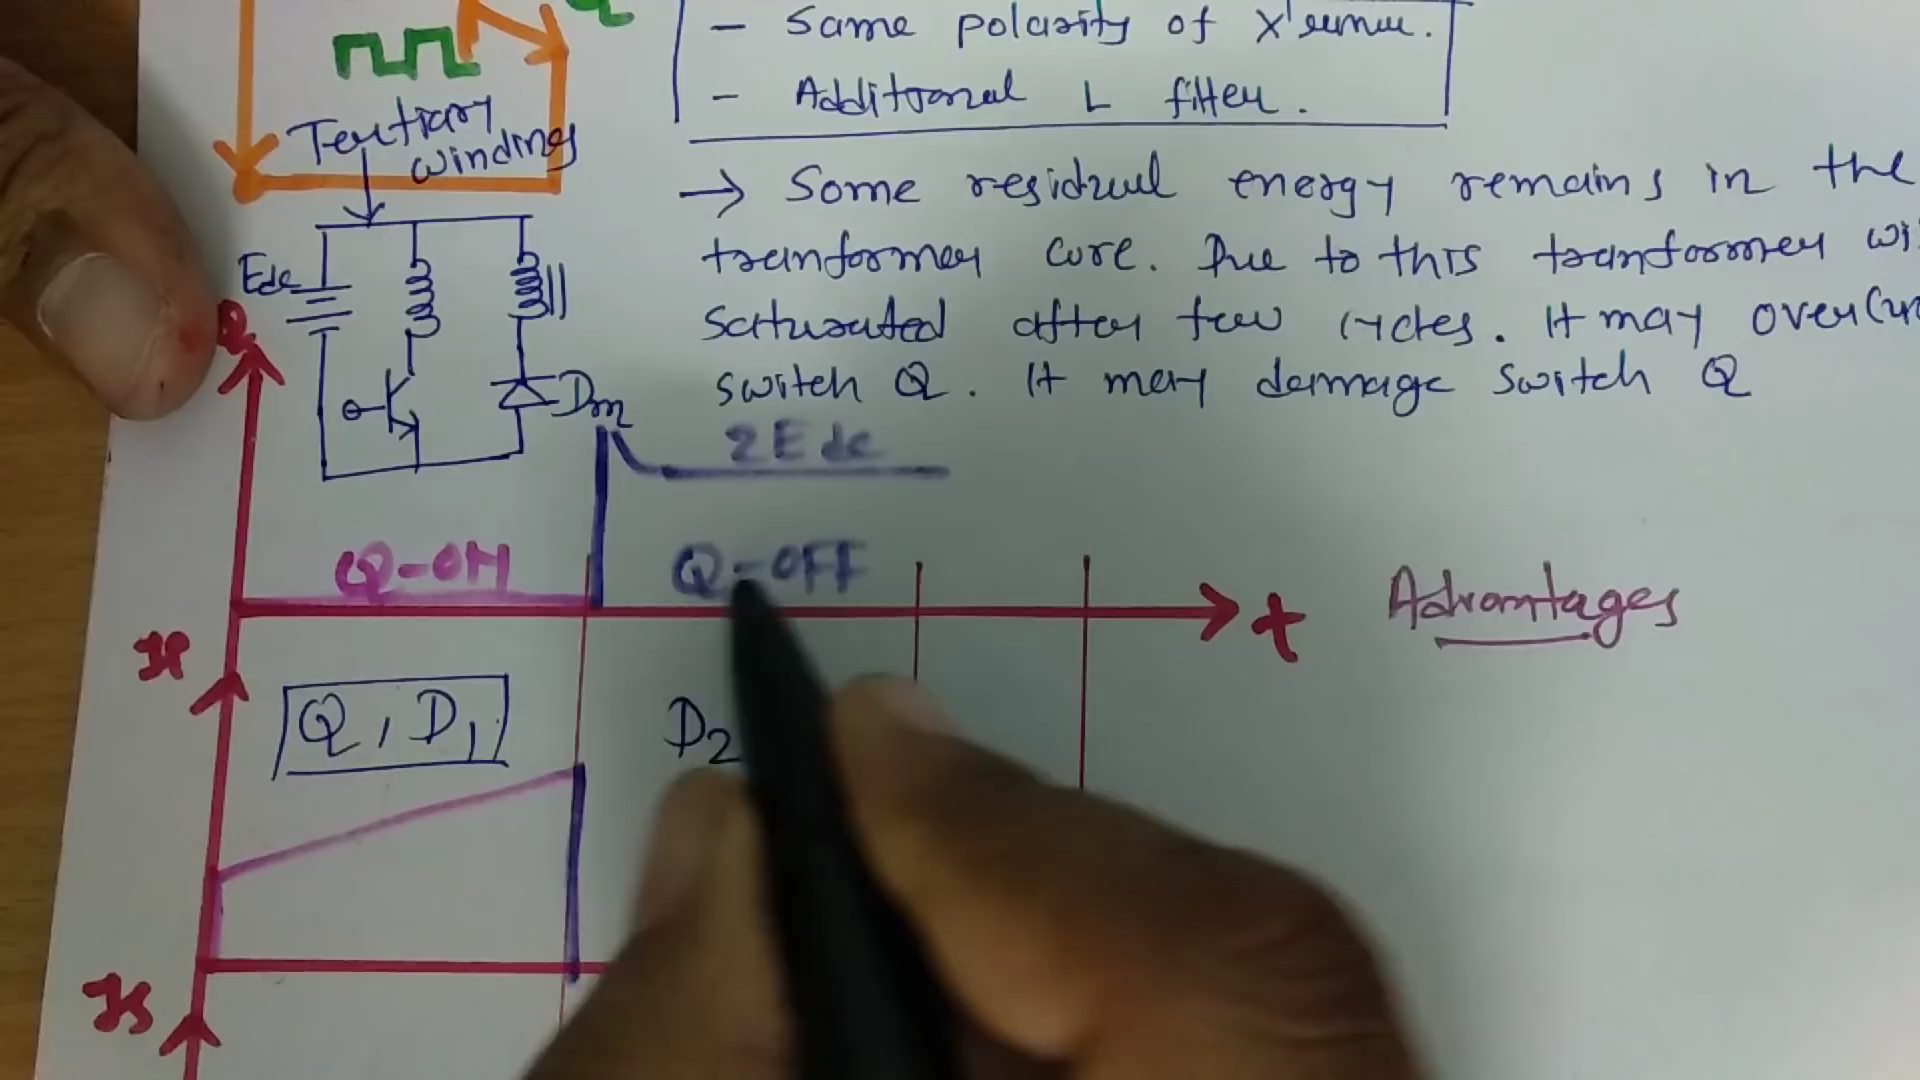 - Same polarity of X'
- Additional L filter.
Tertiary
winding
→ Some residual energy remains in the
transformer core. Due to this transformer
Saturated after few cycles. It may
switch Q. It may damage switch Q
Edc
Dm
2Edc
Q-ON
Q-OFF
t
Advantages
Q, D1
D2
Is